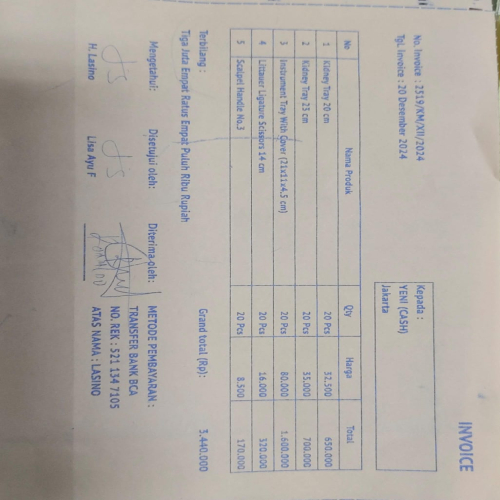 INVOICE
No. Invoice : 2519/KM/XII/2024
Tgl. Invoice : 20 Desember 2024
Kepada :
YENI (CASH)
Jakarta
No Nama Produk Qty Harga Total
1 Kidney Tray 20 cm 20 Pcs 32.500 650.000
2 Kidney Tray 25 cm 20 Pcs 35.000 700.000
3 Instrument Tray With Cover (21x11x4,5 cm) 20 Pcs 80.000 1.600.000
4 Littauer Ligature Scissors 14 cm 20 Pcs 16.000 320.000
5 Scalpel Handle No.3 20 Pcs 8.500 170.000
Grand total (Rp): 3.440.000
Terbilang :
Tiga Juta Empat Ratus Empat Puluh Ribu Rupiah
Mengetahui: Disetujui oleh: Diterima oleh:
H. Lasino Lisa Ayu F
METODE PEMBAYARAN :
TRANSFER BANK BCA
NO. REK : 521 134 7105
ATAS NAMA : LASINO